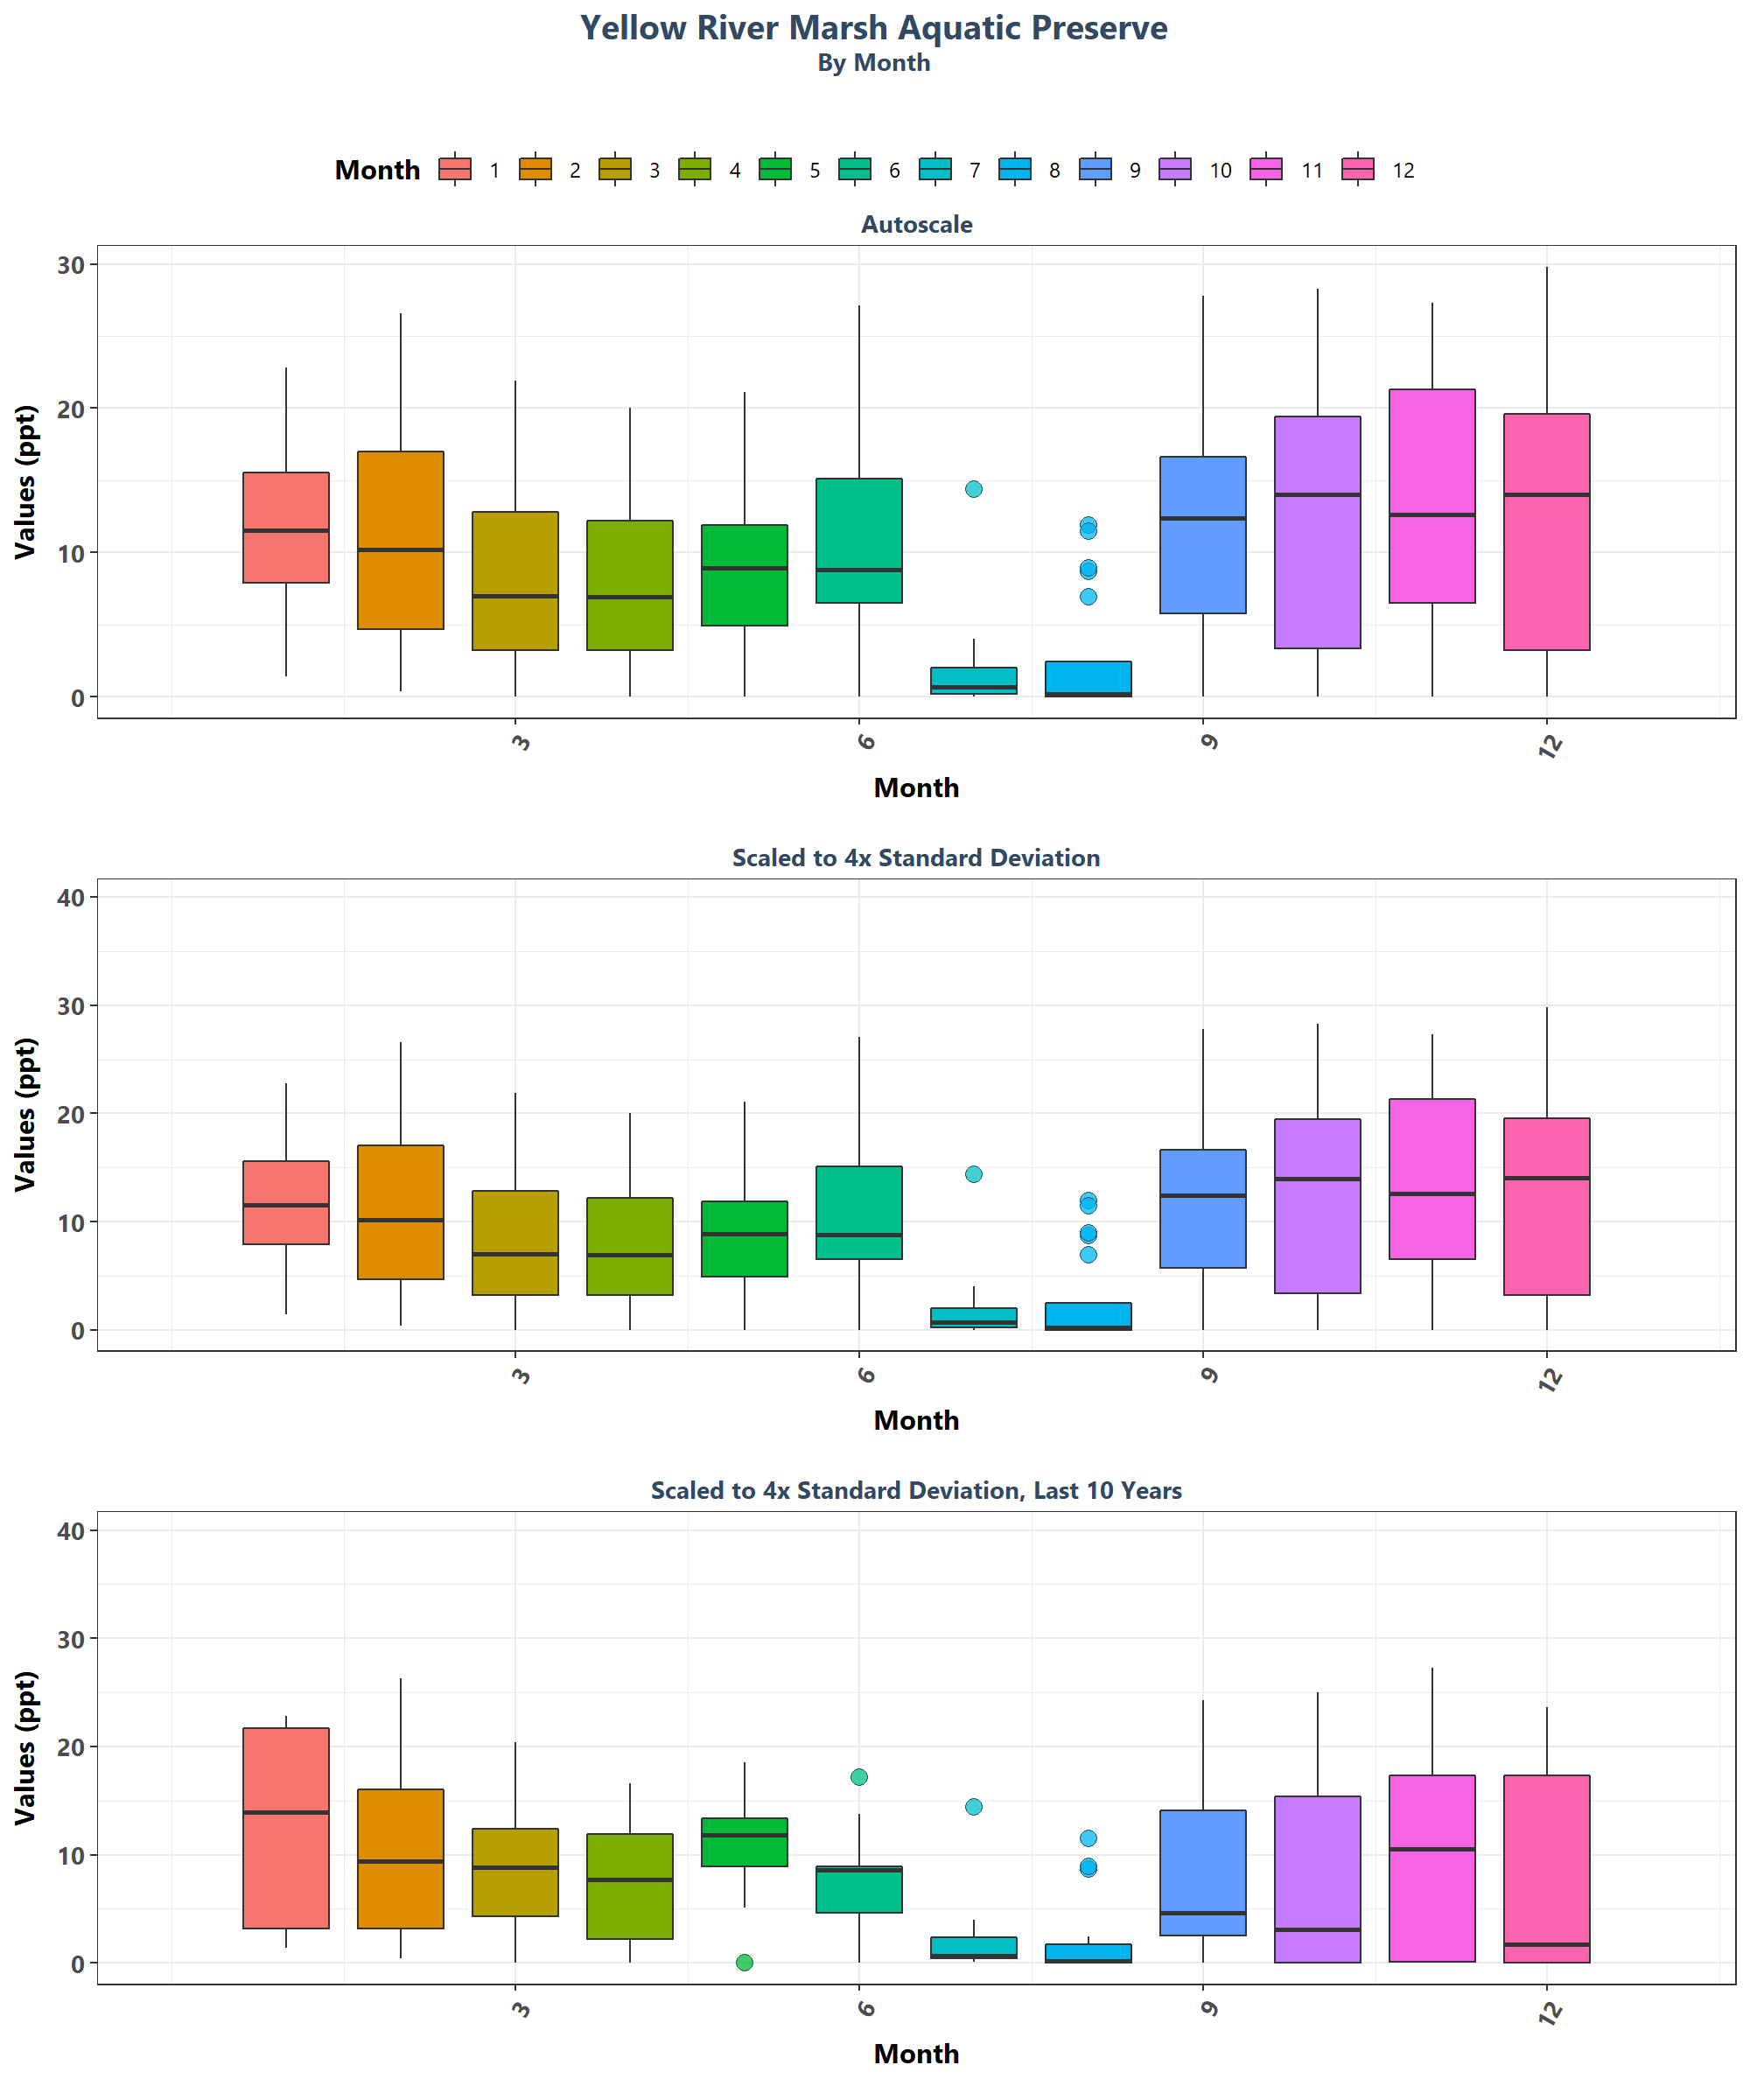 Yellow River Marsh Aquatic Preserve
By Month
Month 1 2 3 4 5 6 7 8 9 10 11 12
Autoscale
Values (ppt)
30
20
10
0
3 6 9 12
Month
Scaled to 4x Standard Deviation
Values (ppt)
40
30
20
10
0
3 6 9 12
Month
Scaled to 4x Standard Deviation, Last 10 Years
Values (ppt)
40
30
20
10
0
3 6 9 12
Month